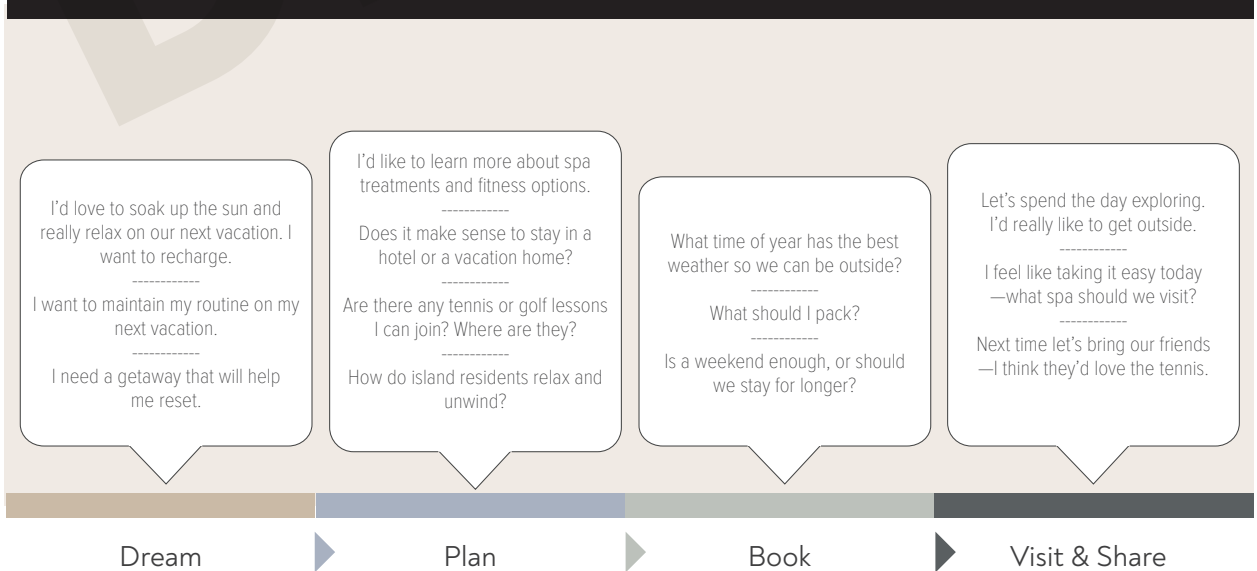 I'd love to soak up the sun and
really relax on our next vacation. I
want to recharge.
------------
I want to maintain my routine on my
next vacation.
------------
I need a getaway that will help
me reset.
I'd like to learn more about spa
treatments and fitness options.
------------
Does it make sense to stay in a
hotel or a vacation home?
------------
Are there any tennis or golf lessons
I can join? Where are they?
------------
How do island residents relax and
unwind?
What time of year has the best
weather so we can be outside?
------------
What should I pack?
------------
Is a weekend enough, or should
we stay for longer?
Let's spend the day exploring.
I'd really like to get outside.
------------
I feel like taking it easy today
—what spa should we visit?
------------
Next time let's bring our friends
—I think they'd love the tennis.
Dream
Plan
Book
Visit & Share